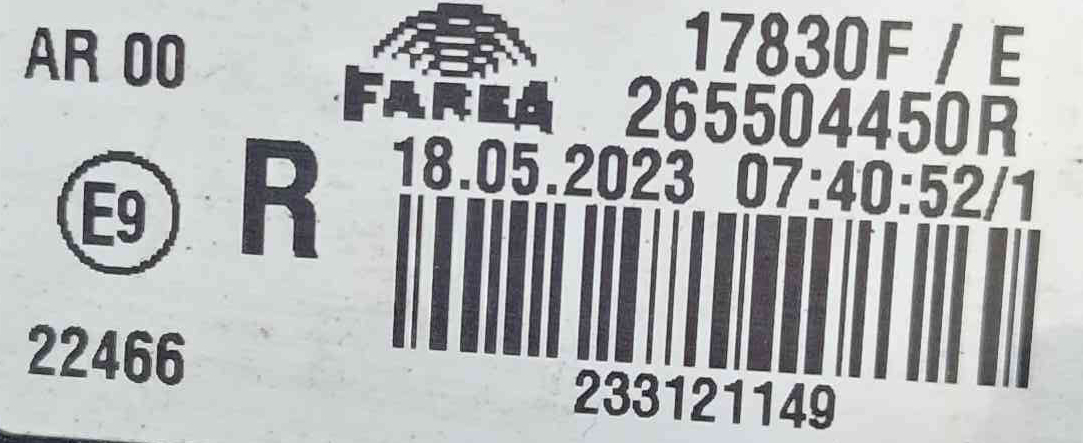 AR 00
FAREA
17830F / E
265504450R
18.05.2023 07:40:52/1
E9
R
22466
233121149